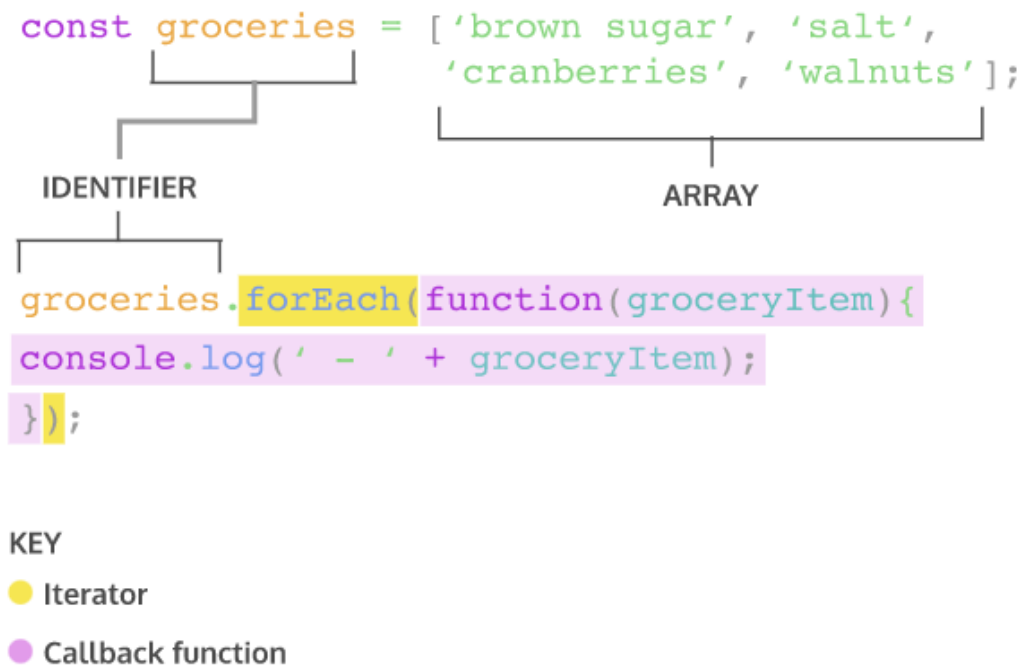 const groceries = [‘brown sugar’, ‘salt‘,
‘cranberries’, ‘walnuts’];
IDENTIFIER
ARRAY
groceries.forEach(function(groceryItem){
console.log(‘ - ‘ + groceryItem);
});
KEY
Iterator
Callback function